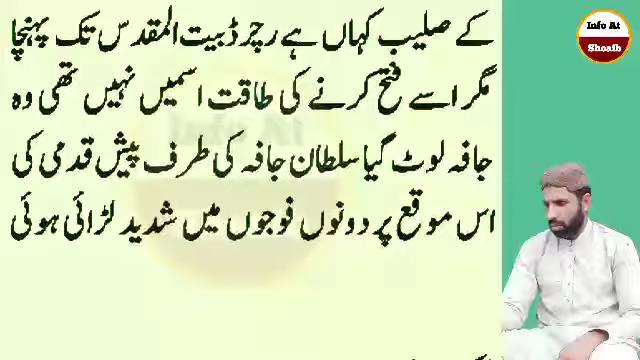 کے صلیب کہاں ہے رچرڈ بیت المقدس تک پہنچا
مگر اسے فتح کرنے کی طاقت اسمیں نہیں تھی وہ
جافہ لوٹ گیا سلطان جافہ کی طرف پیش قدمی کی
اس موقع پر دونوں فوجوں میں شدید لڑائی ہوئی
Info At
Shoaib
Info At